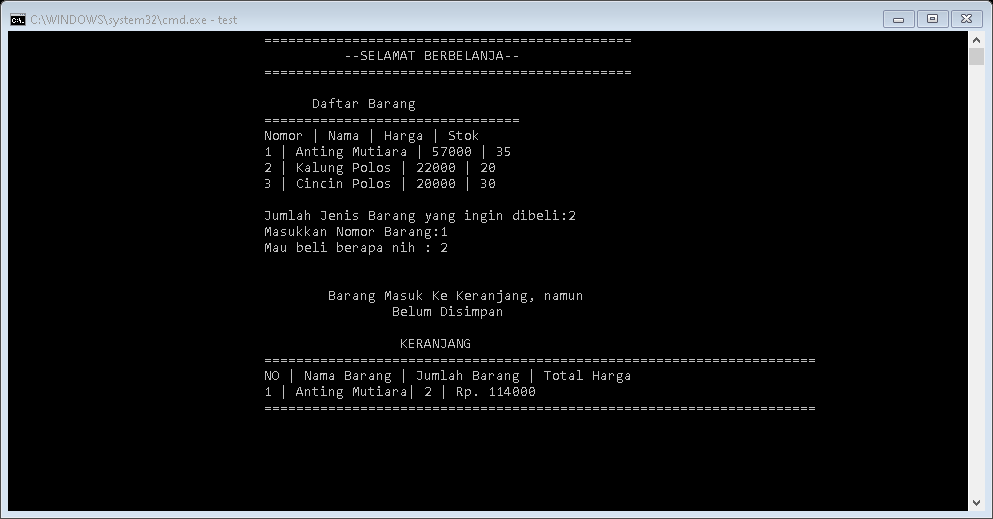 C:\WINDOWS\system32\cmd.exe - test
=============================================
--SELAMAT BERBELANJA--
=============================================
Daftar Barang
================================
Nomor | Nama | Harga | Stok
1 | Anting Mutiara | 57000 | 35
2 | Kalung Polos | 22000 | 20
3 | Cincin Polos | 20000 | 30
Jumlah Jenis Barang yang ingin dibeli:2
Masukkan Nomor Barang:1
Mau beli berapa nih : 2
Barang Masuk Ke Keranjang, namun
Belum Disimpan
KERANJANG
=====================================================================
NO | Nama Barang | Jumlah Barang | Total Harga
1 | Anting Mutiara| 2 | Rp. 114000
=====================================================================